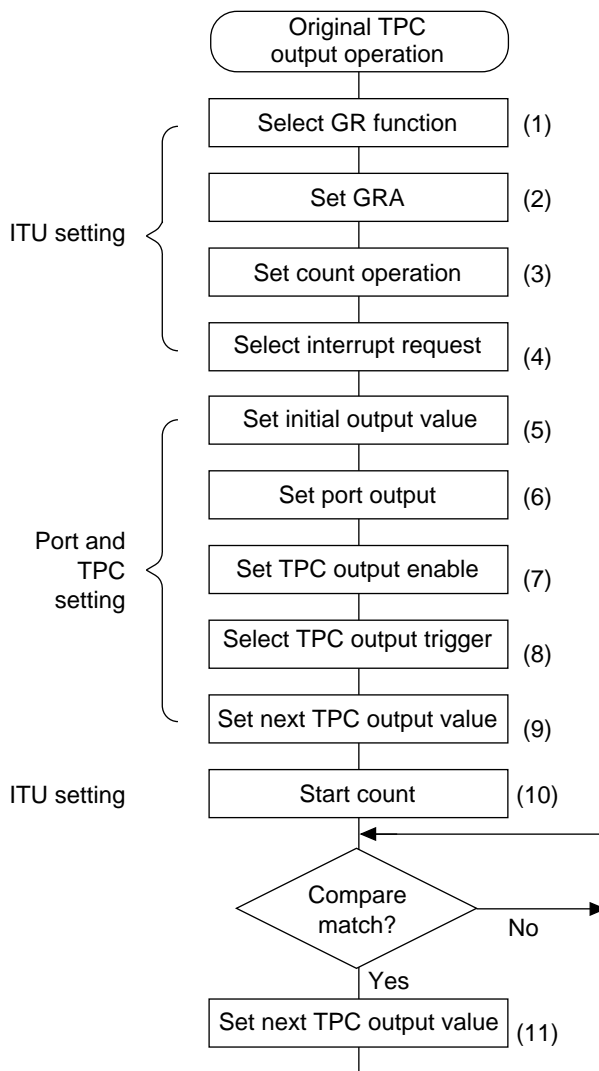 Original TPC
output operation
Select GR function
(1)
Set GRA
(2)
ITU setting
Set count operation
(3)
Select interrupt request
(4)
Set initial output value
(5)
Set port output
(6)
Port and
TPC
setting
Set TPC output enable
(7)
Select TPC output trigger
(8)
Set next TPC output value
(9)
ITU setting
Start count
(10)
Compare
match?
No
Yes
Set next TPC output value
(11)